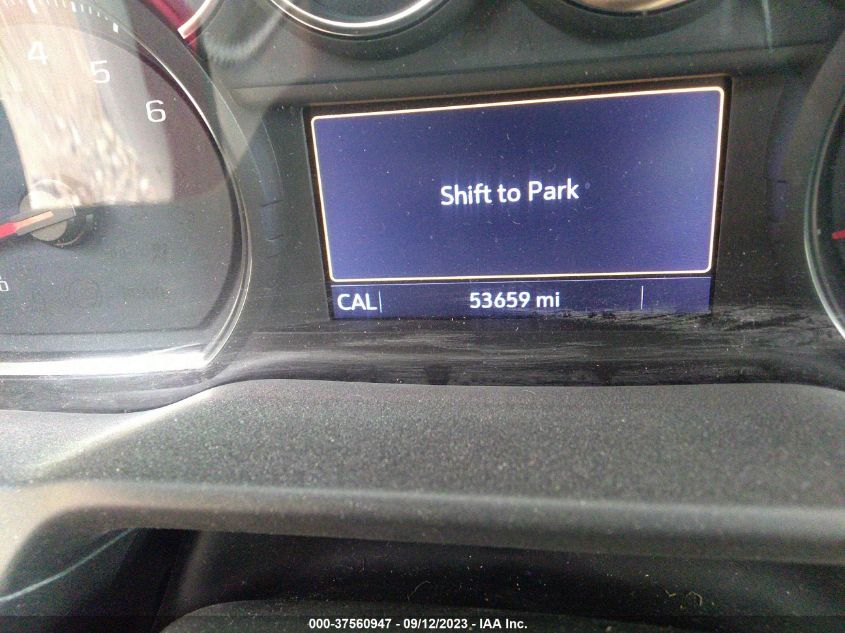 4
5
6
Shift to Park
CAL 53659 mi
000-37560947 - 09/12/2023 - IAA Inc.